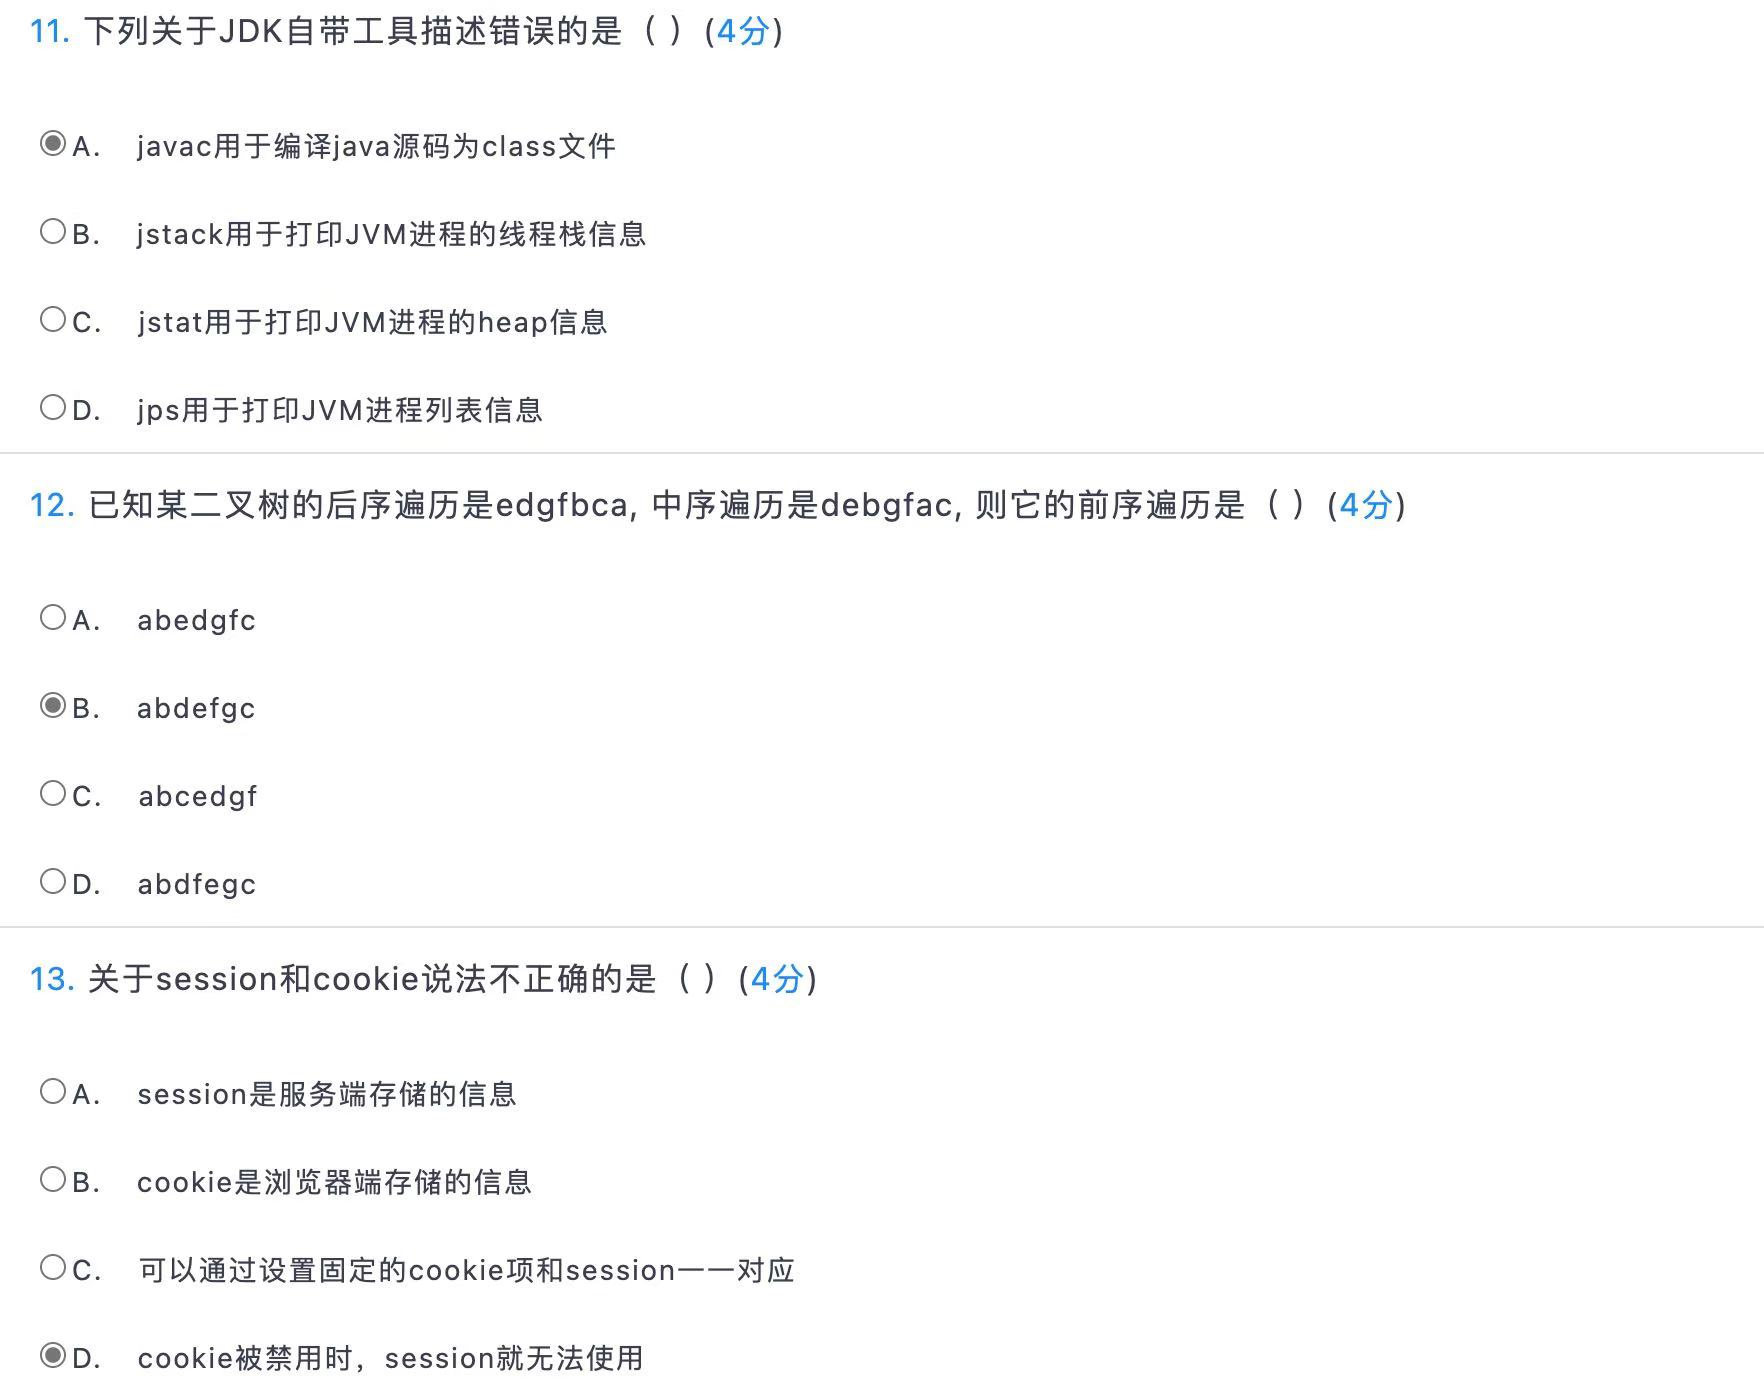 11. 下列关于JDK自带工具描述错误的是（ ）(4分)
A. javac用于编译java源码为class文件
B. jstack用于打印JVM进程的线程栈信息
C. jstat用于打印JVM进程的heap信息
D. jps用于打印JVM进程列表信息
12. 已知某二叉树的后序遍历是edgfbca, 中序遍历是debgfac, 则它的前序遍历是（ ）(4分)
A. abedgfc
B. abdefgc
C. abcedgf
D. abdfegc
13. 关于session和cookie说法不正确的是（ ）(4分)
A. session是服务端存储的信息
B. cookie是浏览器端存储的信息
C. 可以通过设置固定的cookie项和session一一对应
D. cookie被禁用时，session就无法使用